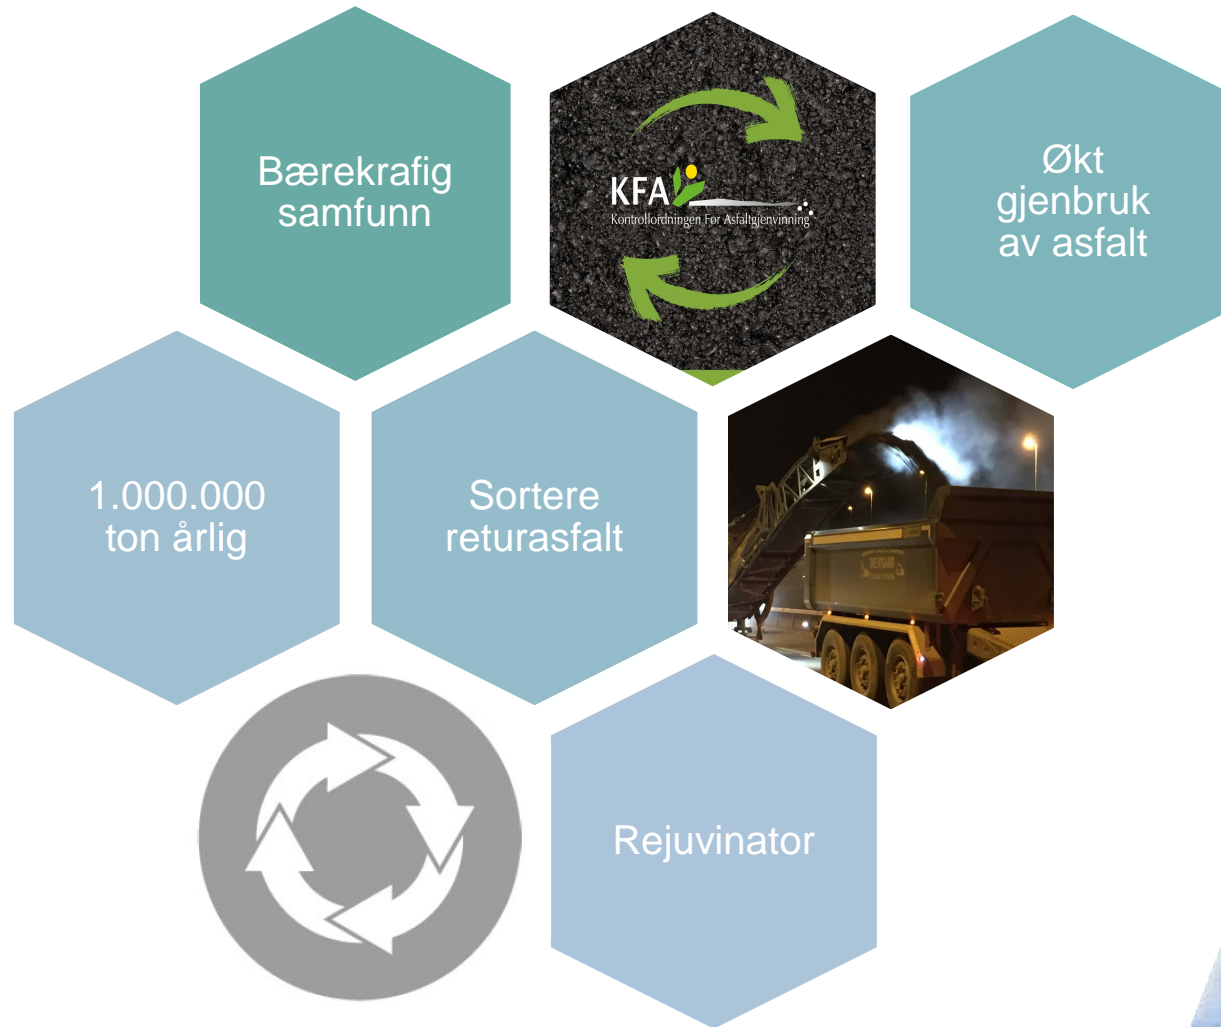 Bærekrafig
samfunn
KFA
Kontrollordningen For Asfaltgjenvinning
Økt
gjenbruk
av asfalt
1.000.000
ton årlig
Sortere
returasfalt
Rejuvinator